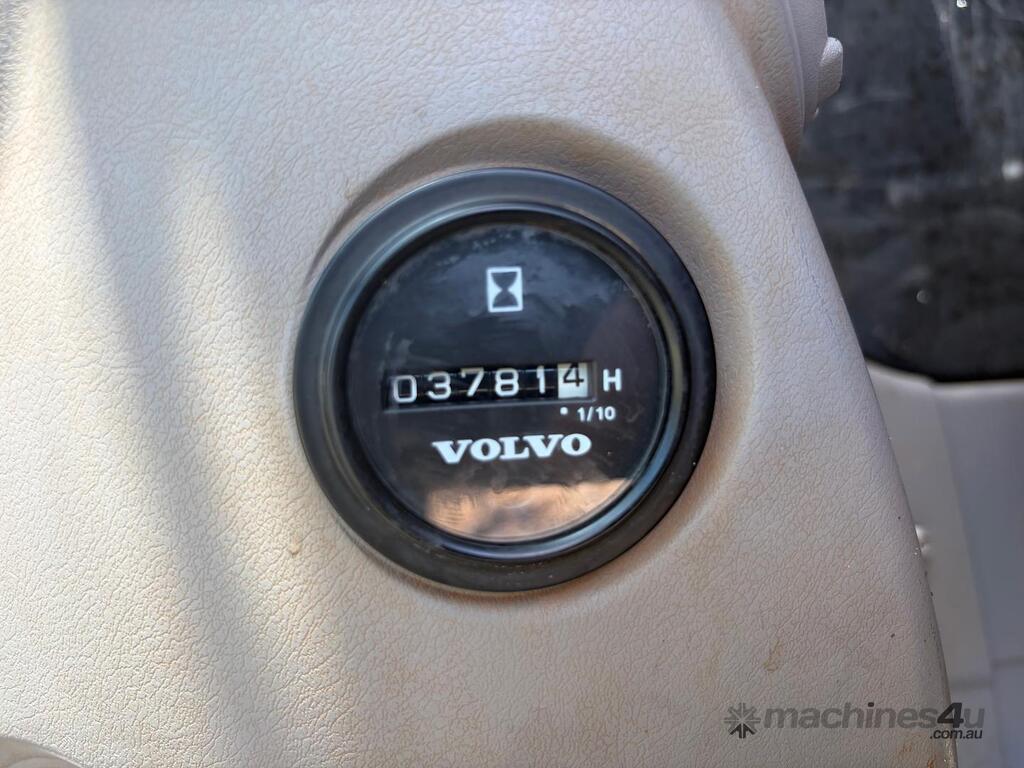 037814 H
• 1/10
VOLVO
machines4u
.com.au